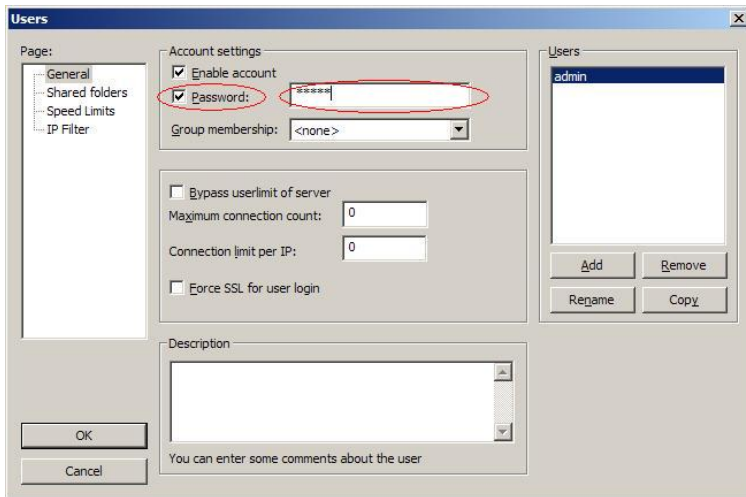 Users
Page:
General
Shared folders
Speed Limits
IP Filter
OK
Cancel
Account settings
Enable account
Password: *****
Group membership: <none>
Bypass userlimit of server
Maximum connection count: 0
Connection limit per IP: 0
Force SSL for user login
Description
You can enter some comments about the user
Users
admin
Add Remove
Rename Copy